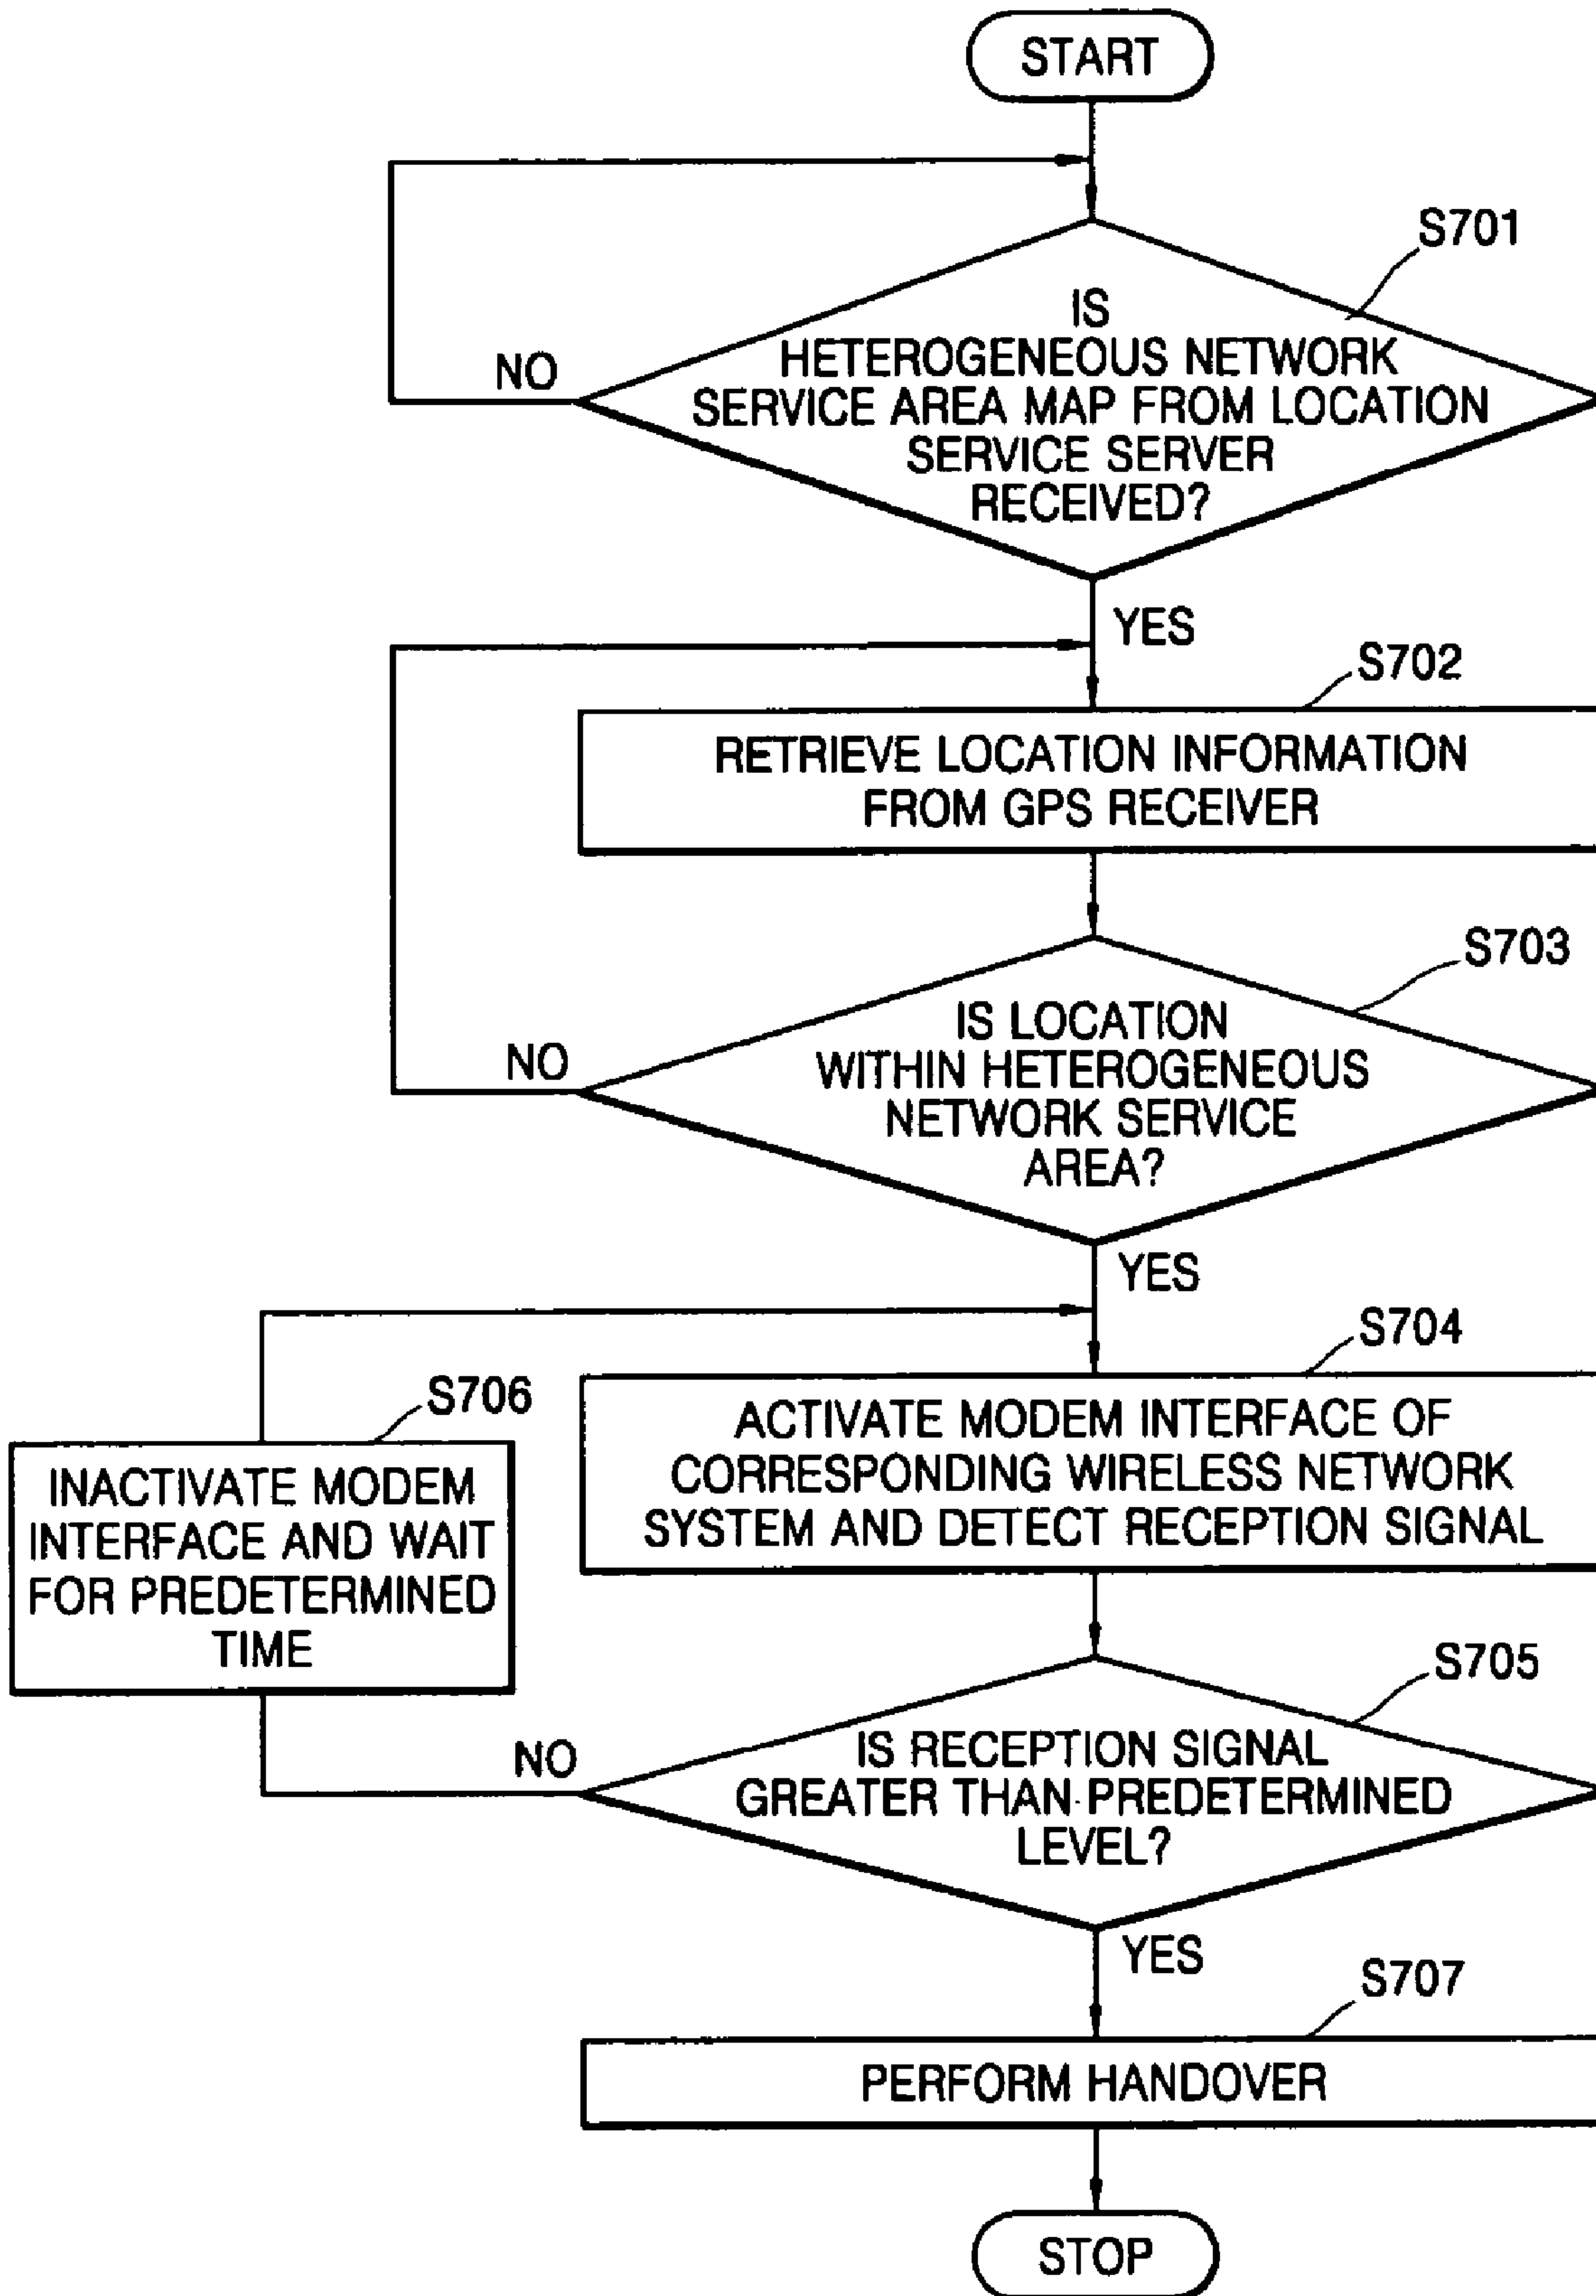 START
S701
IS
HETEROGENEOUS NETWORK
SERVICE AREA MAP FROM LOCATION
SERVICE SERVER
RECEIVED?
NO
YES
S702
RETRIEVE LOCATION INFORMATION
FROM GPS RECEIVER
S703
IS LOCATION
WITHIN HETEROGENEOUS
NETWORK SERVICE
AREA?
NO
YES
S704
ACTIVATE MODEM INTERFACE OF
CORRESPONDING WIRELESS NETWORK
SYSTEM AND DETECT RECEPTION SIGNAL
S706
INACTIVATE MODEM
INTERFACE AND WAIT
FOR PREDETERMINED
TIME
S705
IS RECEPTION SIGNAL
GREATER THAN PREDETERMINED
LEVEL?
NO
YES
S707
PERFORM HANDOVER
STOP